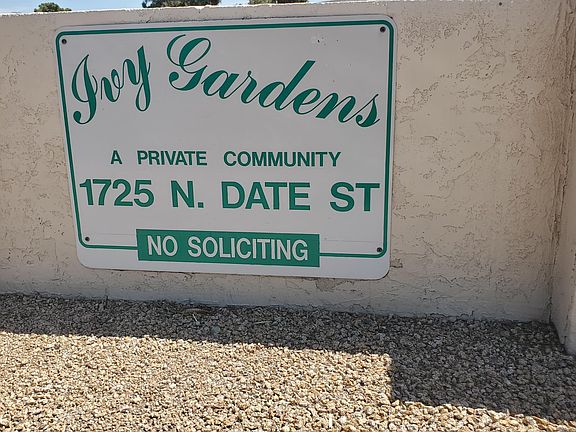 Ivy Gardens
A PRIVATE COMMUNITY
1725 N. DATE ST
NO SOLICITING